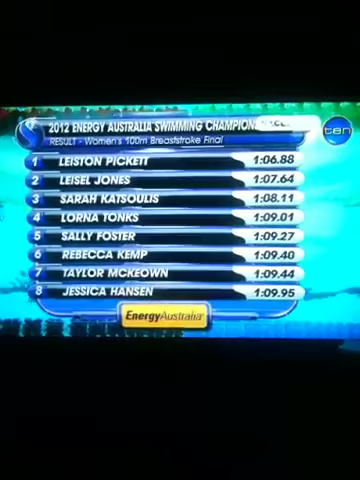 2012 ENERGY AUSTRALIA SWIMMING CHAMPION
RESULT - Women's 100m Breaststroke Final
ten
1 LEISTON PICKETT 1:06.88
2 LEISEL JONES 1:07.64
3 SARAH KATSOULIS 1:08.11
4 LORNA TONKS 1:09.01
5 SALLY FOSTER 1:09.27
6 REBECCA KEMP 1:09.40
7 TAYLOR MCKEOWN 1:09.44
8 JESSICA HANSEN 1:09.95
EnergyAustralia